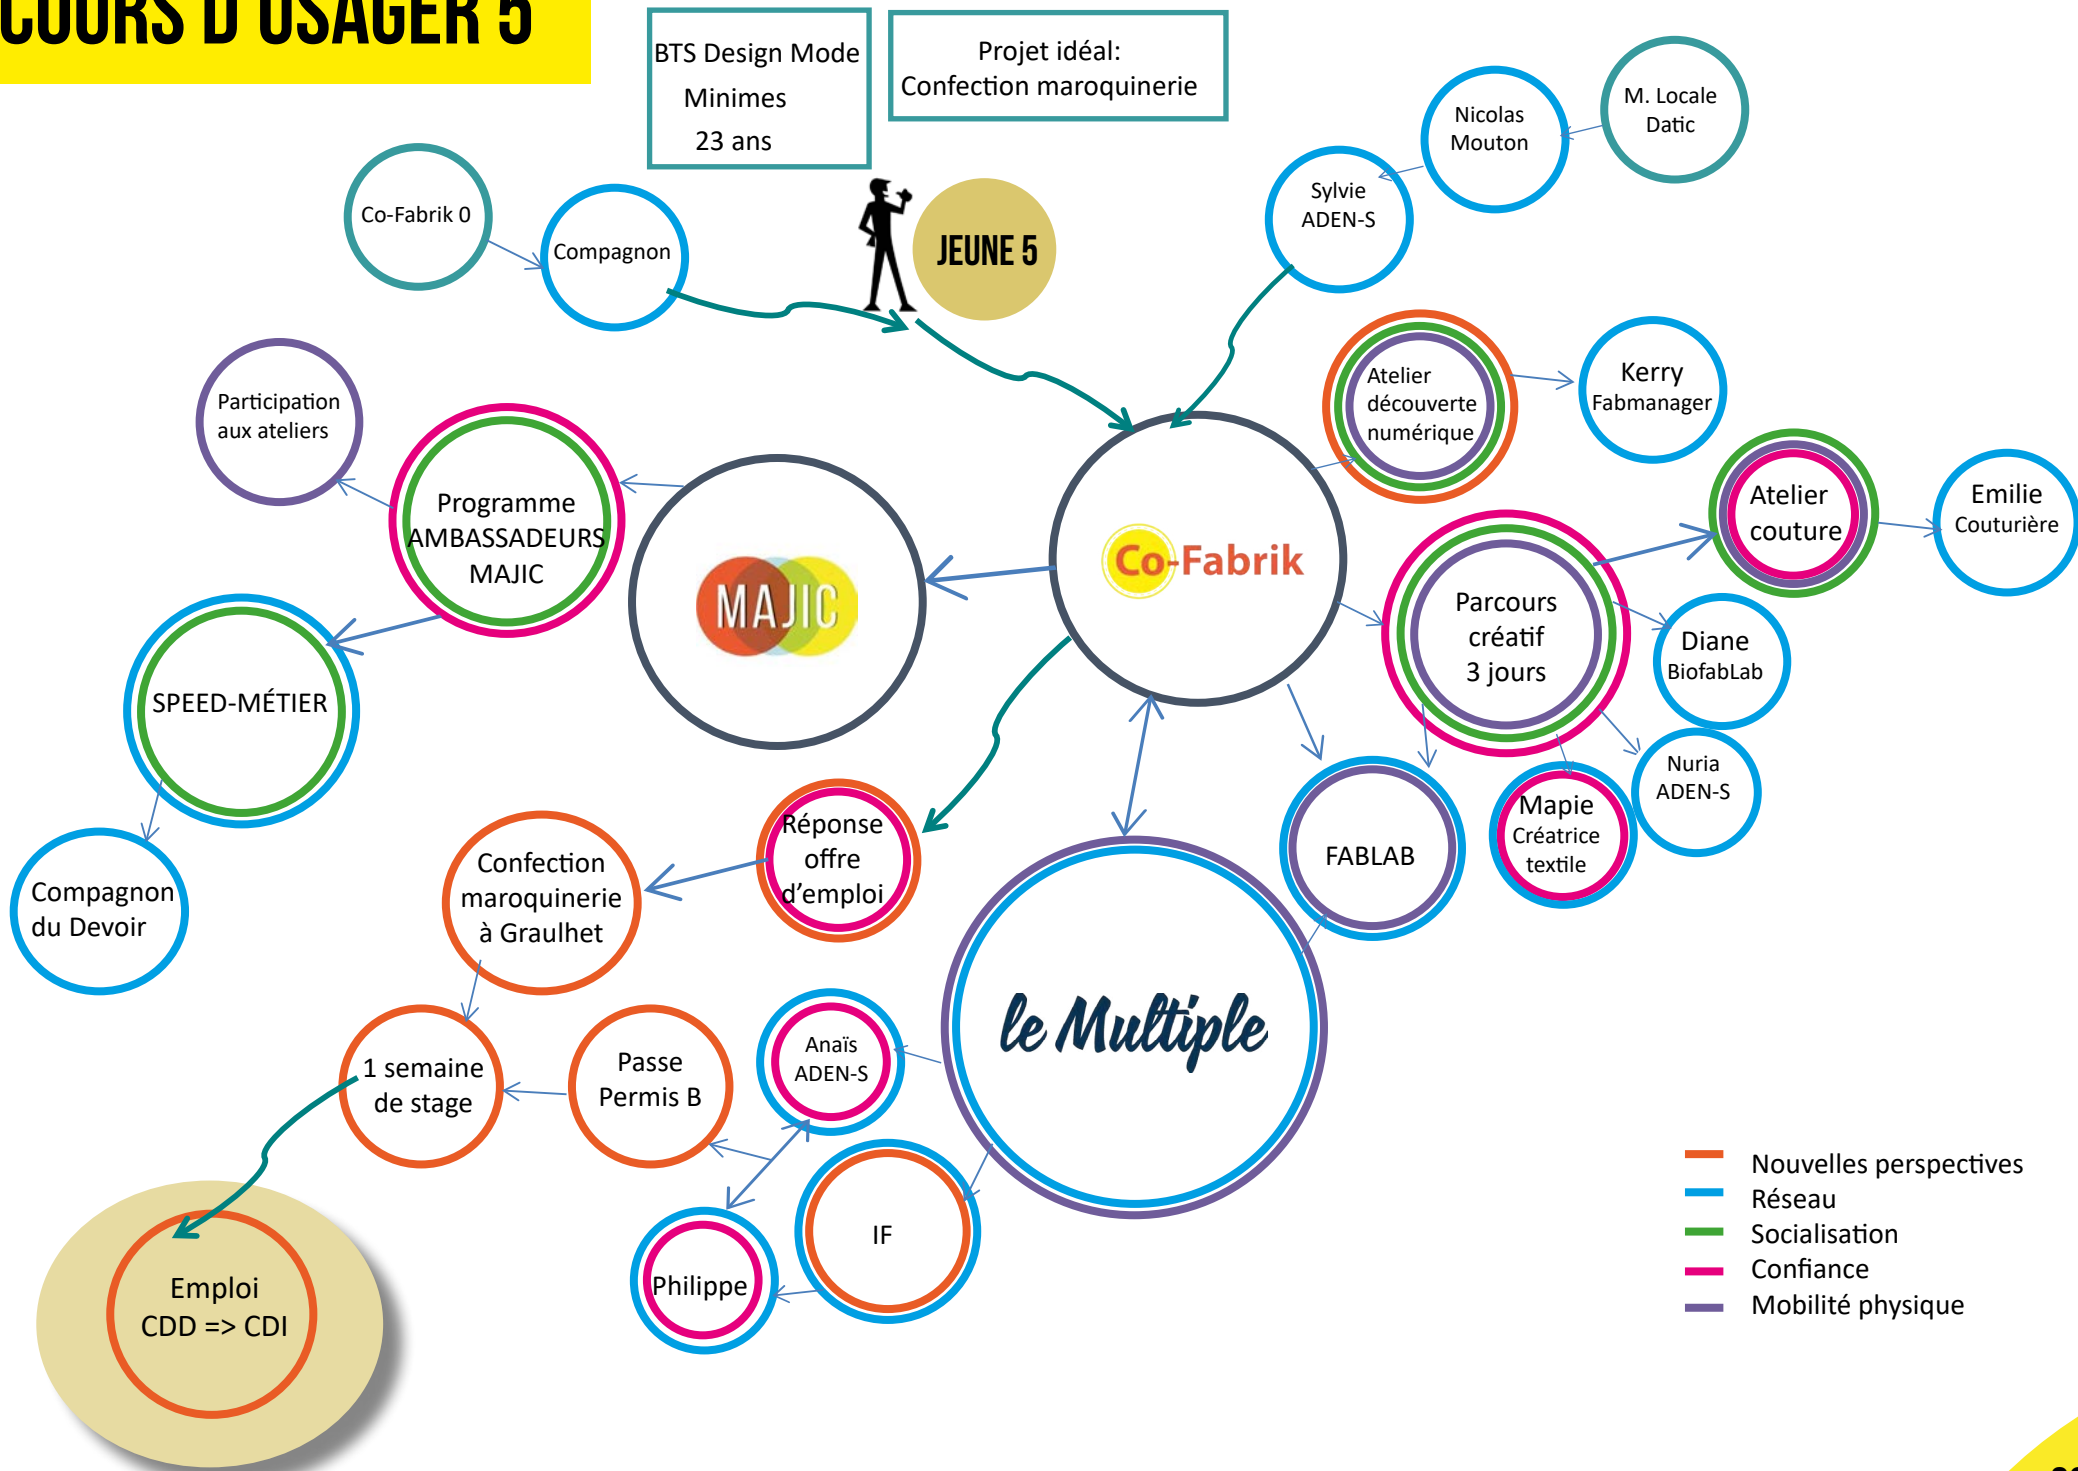 COURS D'USAGER 5
BTS Design Mode
Minimes
23 ans
Projet idéal:
Confection maroquinerie
M. Locale
Datic
Nicolas
Mouton
Sylvie
ADEN-S
Co-Fabrik 0
Compagnon
JEUNE 5
Participation
aux ateliers
Programme
AMBASSADEURS
MAJIC
MAJIC
Co-Fabrik
Atelier
découverte
numérique
Kerry
Fabmanager
Atelier
couture
Emilie
Couturière
Parcours
créatif
3 jours
Diane
BiofabLab
Nuria
ADEN-S
Mapie
Créatrice
textile
FABLAB
SPEED-MÉTIER
Compagnon
du Devoir
Réponse
offre
d'emploi
Confection
maroquinerie
à Graulhet
le Multiple
Anaïs
ADEN-S
Passe
Permis B
1 semaine
de stage
IF
Philippe
Emploi
CDD => CDI
Nouvelles perspectives
Réseau
Socialisation
Confiance
Mobilité physique